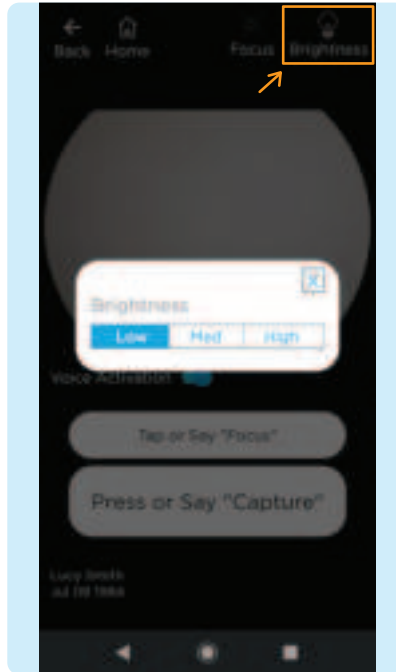 Back Home Focus Brightness
X
Brightness
Low Med High
Voice Activation
Tap or Say "Focus"
Press or Say "Capture"
Lucy Smith